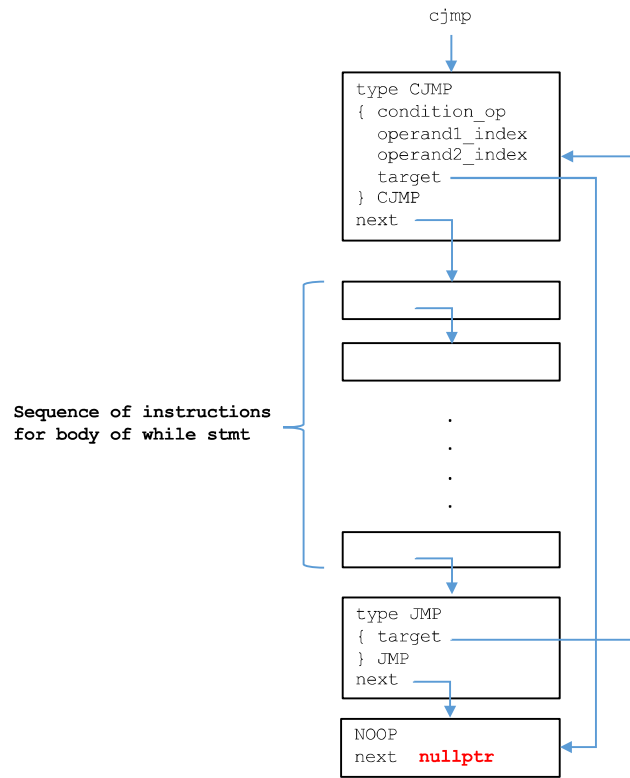 cjmp
type CJMP
{ condition_op
operand1_index
operand2_index
target
} CJMP
next
Sequence of instructions
for body of while stmt
.
.
.
.
type JMP
{ target
} JMP
next
NOOP
next nullptr